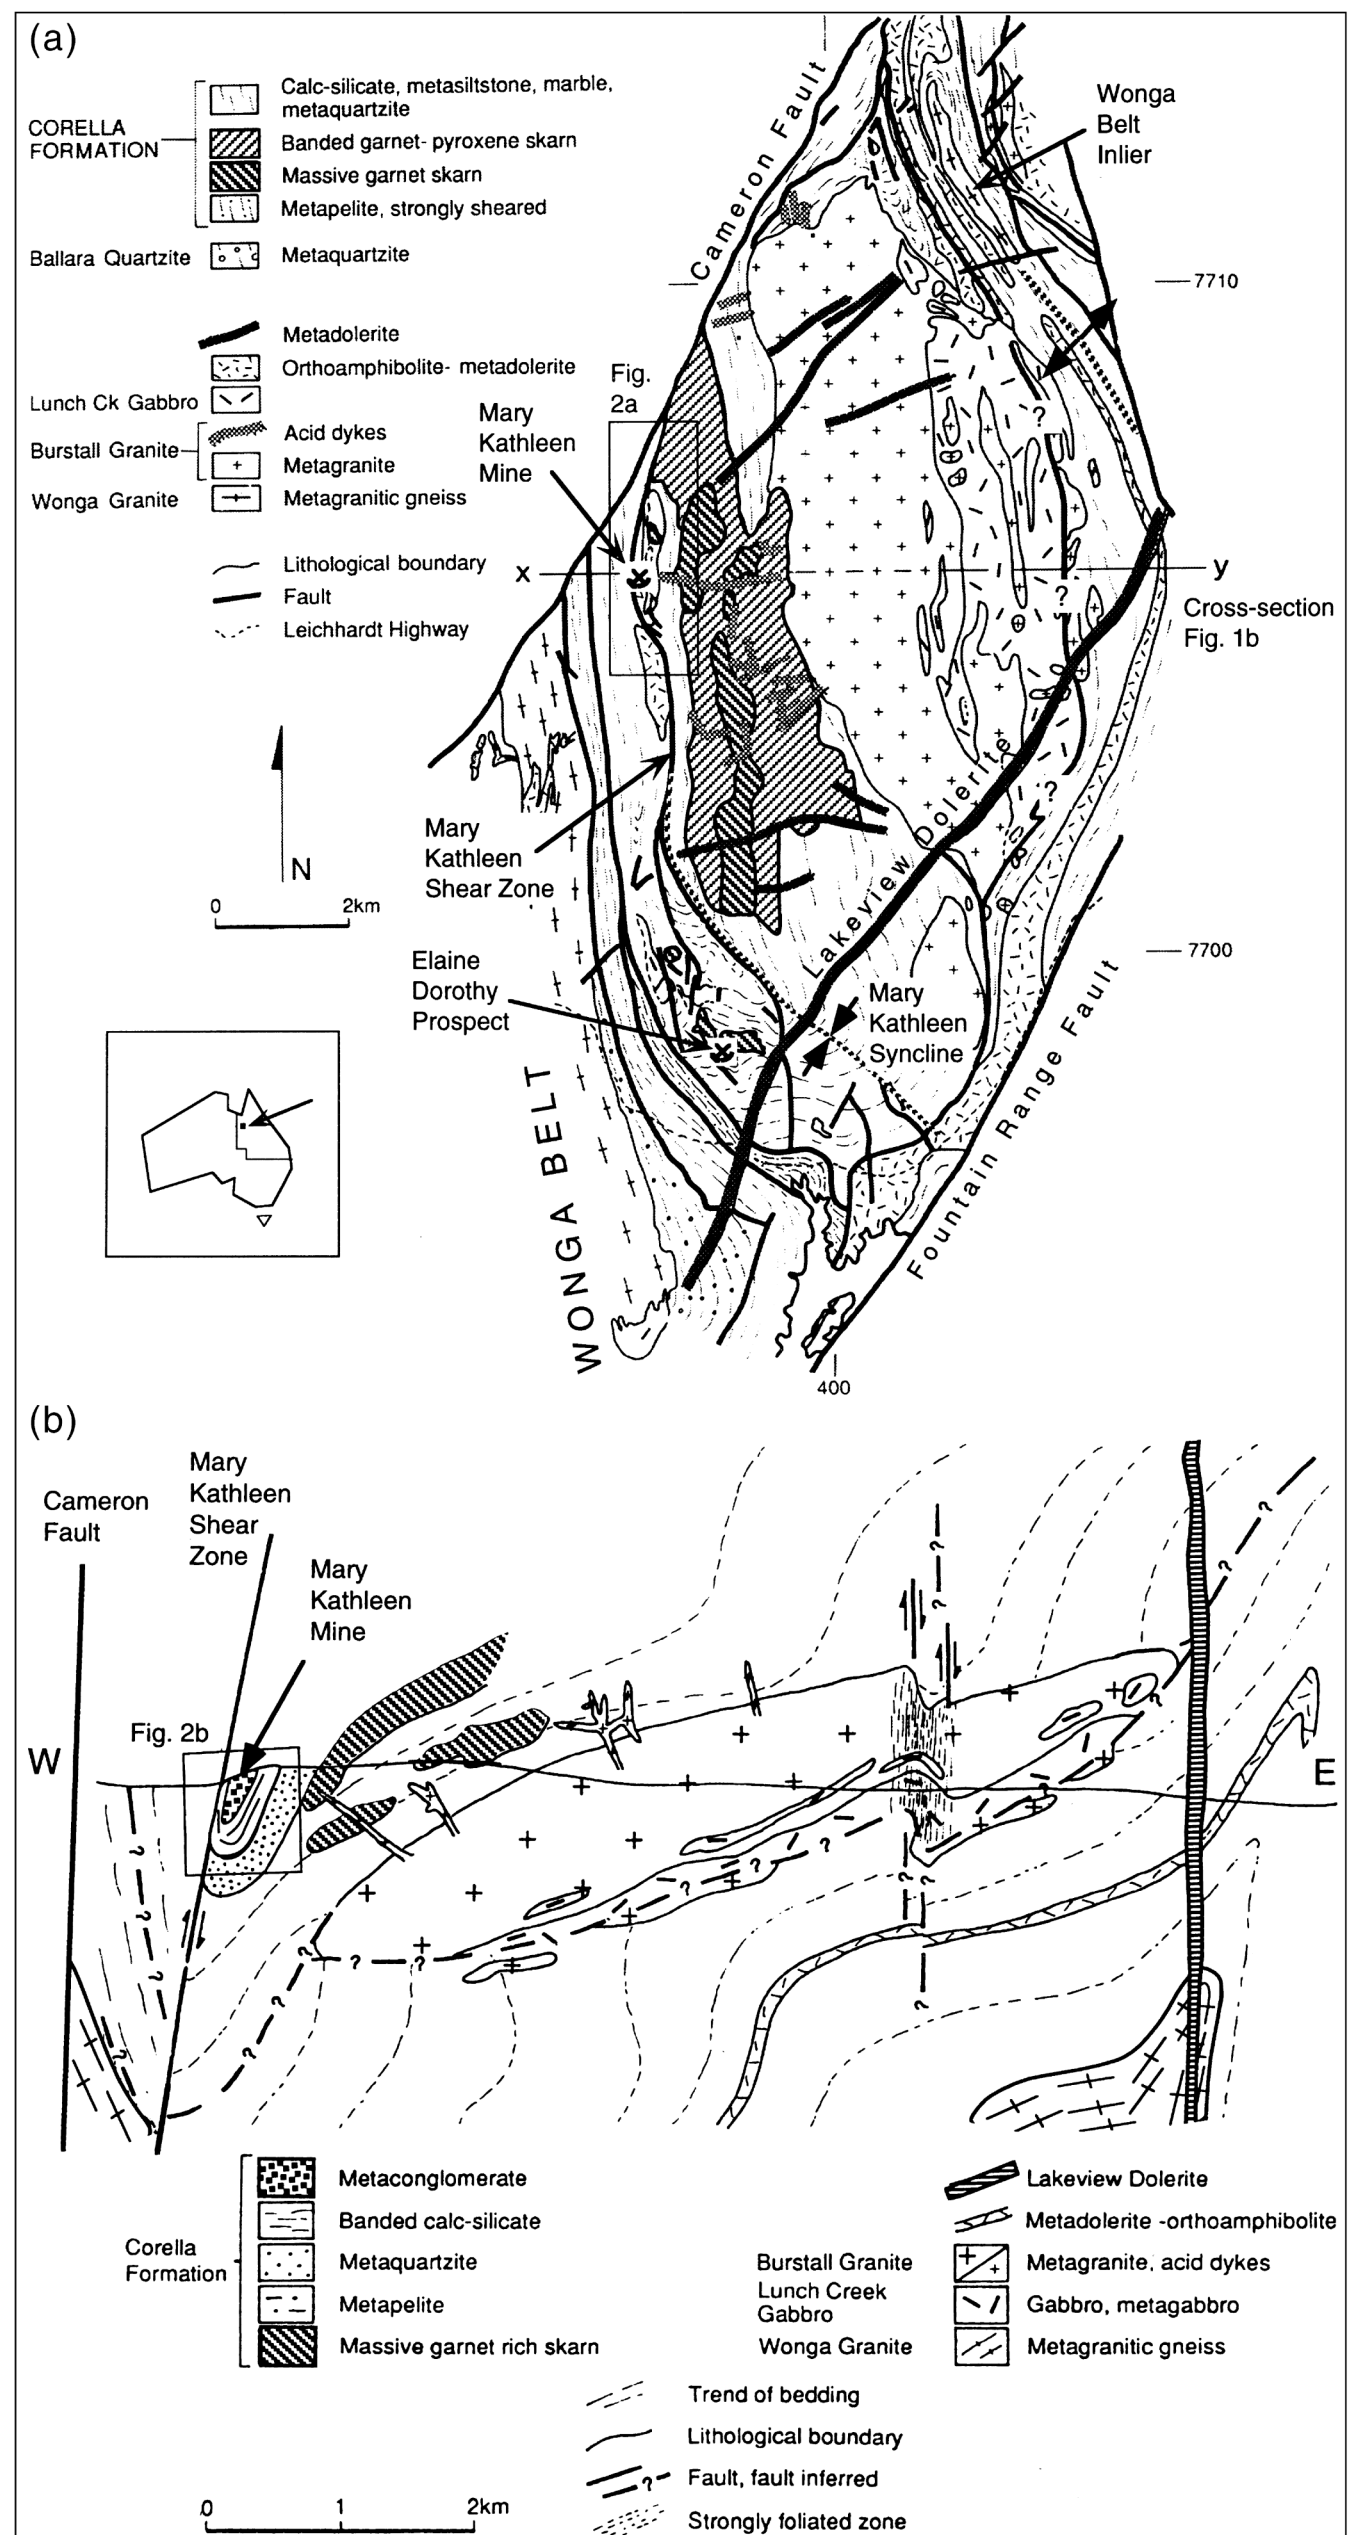 (a)
CORELLA
FORMATION
Calc-silicate, metasiltstone, marble,
metaquartzite
Banded garnet- pyroxene skarn
Massive garnet skarn
Metapelite, strongly sheared
Ballara Quartzite
Metaquartzite
Metadolerite
Orthoamphibolite- metadolerite
Lunch Ck Gabbro
Burstall Granite
Acid dykes
Metagranite
Wonga Granite
Metagranitic gneiss
Lithological boundary
Fault
Leichhardt Highway
N
0 2km
Cameron Fault
Wonga
Belt
Inlier
7710
Fig.
2a
Mary
Kathleen
Mine
?
x
y
?
Cross-section
Fig. 1b
Mary
Kathleen
Shear Zone
?
Lakeview Dolerite
7700
Elaine
Dorothy
Prospect
Mary
Kathleen
Syncline
WONGA BELT
Fountain Range Fault
400
(b)
Cameron
Fault
Mary
Kathleen
Shear
Zone
Mary
Kathleen
Mine
Fig. 2b
W
E
? ? ? ? ? ? ? ? ? ? ? ? ? ? ? ? ? ? ? ? ?
Corella
Formation
Metaconglomerate
Banded calc-silicate
Metaquartzite
Metapelite
Massive garnet rich skarn
Lakeview Dolerite
Metadolerite -orthoamphibolite
Burstall Granite
Metagranite, acid dykes
Lunch Creek
Gabbro
Gabbro, metagabbro
Wonga Granite
Metagranitic gneiss
Trend of bedding
Lithological boundary
?
Fault, fault inferred
Strongly foliated zone
0 1 2km